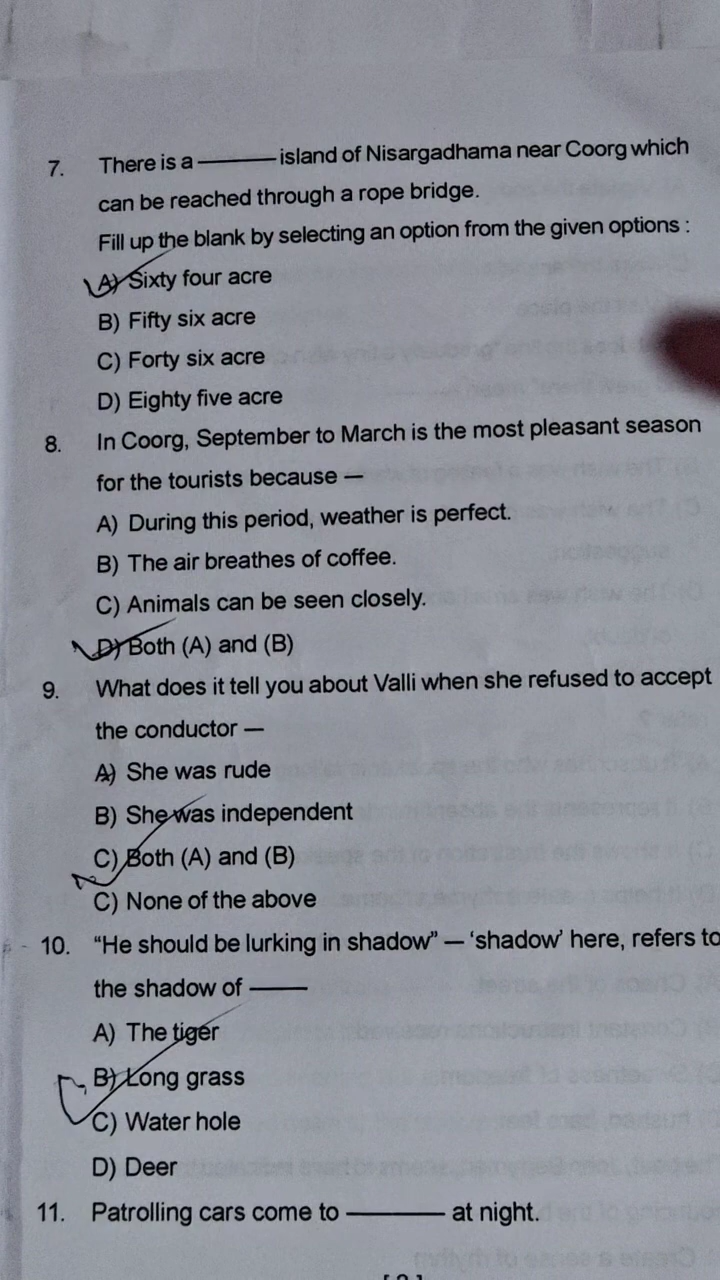 7. There is a ——— island of Nisargadhama near Coorg which
can be reached through a rope bridge.
Fill up the blank by selecting an option from the given options :
A) Sixty four acre
B) Fifty six acre
C) Forty six acre
D) Eighty five acre
8. In Coorg, September to March is the most pleasant season
for the tourists because —
A) During this period, weather is perfect.
B) The air breathes of coffee.
C) Animals can be seen closely.
D) Both (A) and (B)
9. What does it tell you about Valli when she refused to accept
the conductor —
A) She was rude
B) She was independent
C) Both (A) and (B)
C) None of the above
10. “He should be lurking in shadow” — ‘shadow’ here, refers to
the shadow of ———
A) The tiger
B) Long grass
C) Water hole
D) Deer
11. Patrolling cars come to ——— at night.